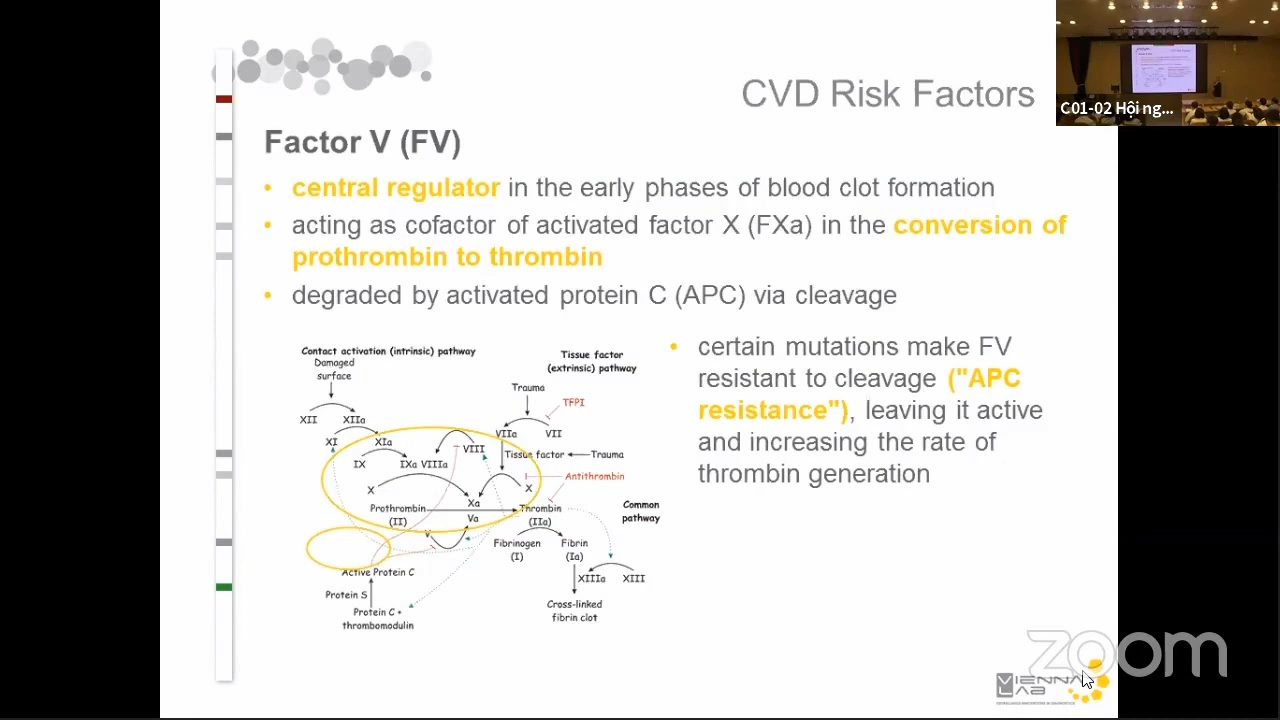 CVD Risk Factors
C01-02 Hội ng...
Factor V (FV)
• central regulator in the early phases of blood clot formation
• acting as cofactor of activated factor X (FXa) in the conversion of
prothrombin to thrombin
• degraded by activated protein C (APC) via cleavage
• certain mutations make FV
resistant to cleavage ("APC
resistance"), leaving it active
and increasing the rate of
thrombin generation
Contact activation (intrinsic) pathway
Damaged
surface
Tissue factor
(extrinsic) pathway
Trauma
TFPI
XII
XIIa
VIIa
VII
XI
XIa
VIII
Tissue factor
Trauma
IX
IXa VIIIa
Antithrombin
X
X
Xa
Prothrombin
(II)
Va
Thrombin
(IIa)
Common
pathway
V
Fibrinogen
(I)
Fibrin
(Ia)
Active Protein C
XIIIa
XIII
Protein S
Protein C +
thrombomodulin
Cross-linked
fibrin clot
zoom
VIENNA
LAB